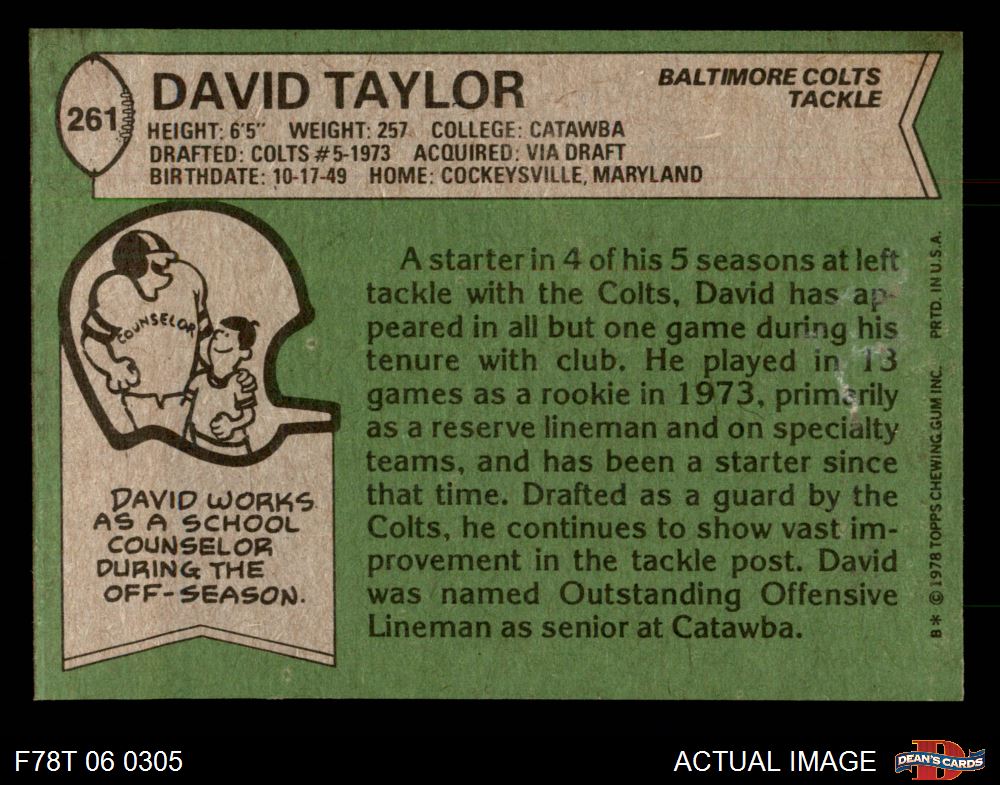 261
DAVID TAYLOR
BALTIMORE COLTS
TACKLE
HEIGHT: 6'5" WEIGHT: 257 COLLEGE: CATAWBA
DRAFTED: COLTS #5-1973 ACQUIRED: VIA DRAFT
BIRTHDATE: 10-17-49 HOME: COCKEYSVILLE, MARYLAND
COUNSELOR
DAVID WORKS
AS A SCHOOL
COUNSELOR
DURING THE
OFF-SEASON.
A starter in 4 of his 5 seasons at left
tackle with the Colts, David has ap-
peared in all but one game during his
tenure with club. He played in 13
games as a rookie in 1973, primarily
as a reserve lineman and on specialty
teams, and has been a starter since
that time. Drafted as a guard by the
Colts, he continues to show vast im-
provement in the tackle post. David
was named Outstanding Offensive
Lineman as senior at Catawba.
B* © 1978 TOPPS CHEWING GUM INC. PRTD. IN U.S.A.
F78T 06 0305
ACTUAL IMAGE
D
DEAN'S CARDS